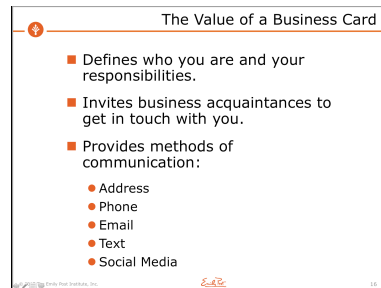 The Value of a Business Card
Defines who you are and your
responsibilities.
Invites business acquaintances to
get in touch with you.
Provides methods of
communication:
Address
Phone
Email
Text
Social Media
Emily Post Institute, Inc.
16